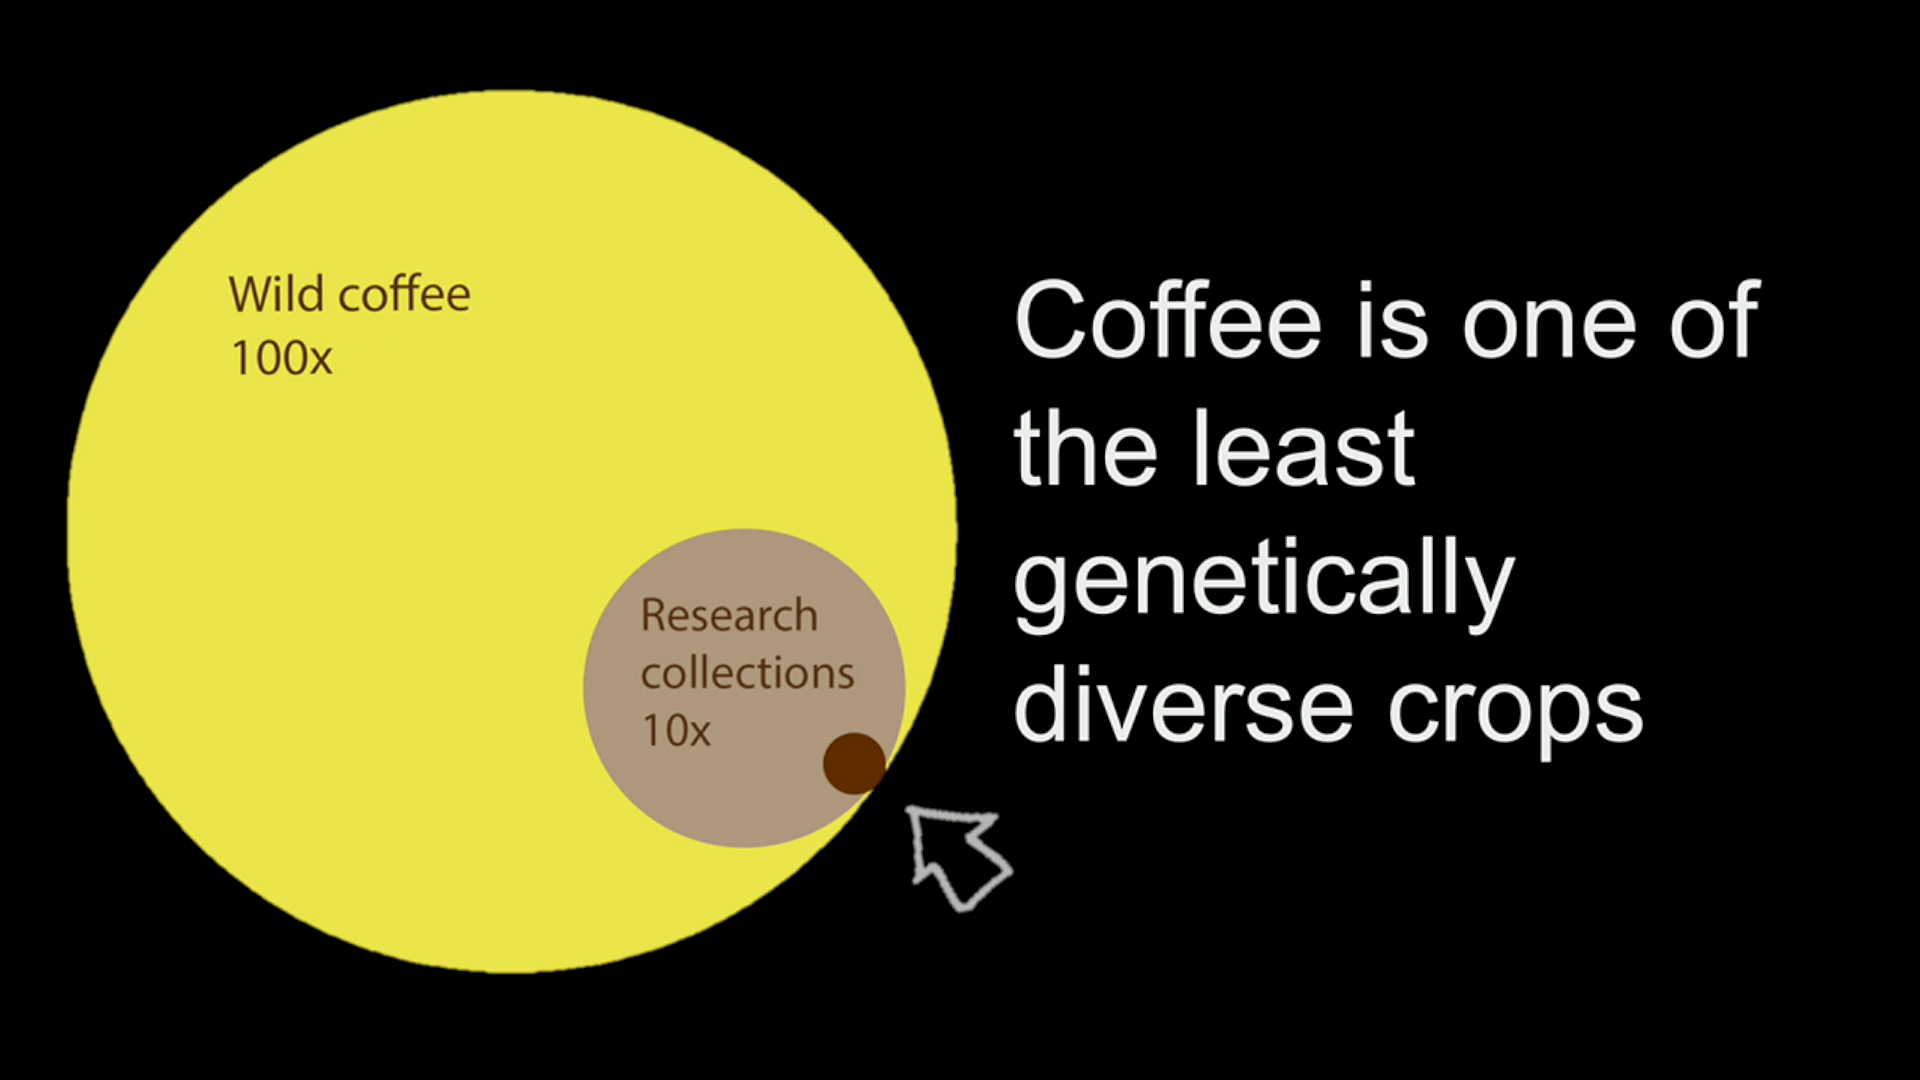 Wild coffee
100x
Research
collections
10x
Coffee is one of
the least
genetically
diverse crops